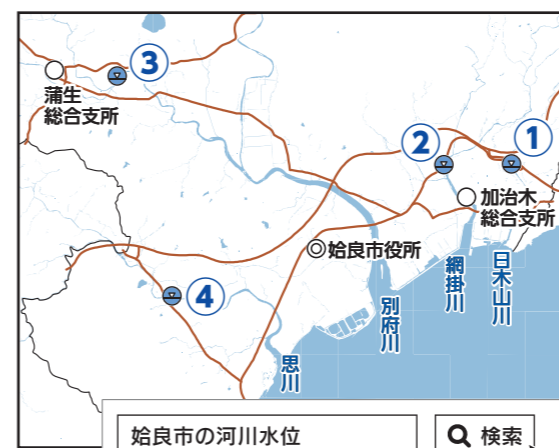 ③
蒲生
総合支所
②
①
加治木
総合支所
姶良市役所
④
思川
別府川
網掛川
日木山川
姶良市の河川水位
検索